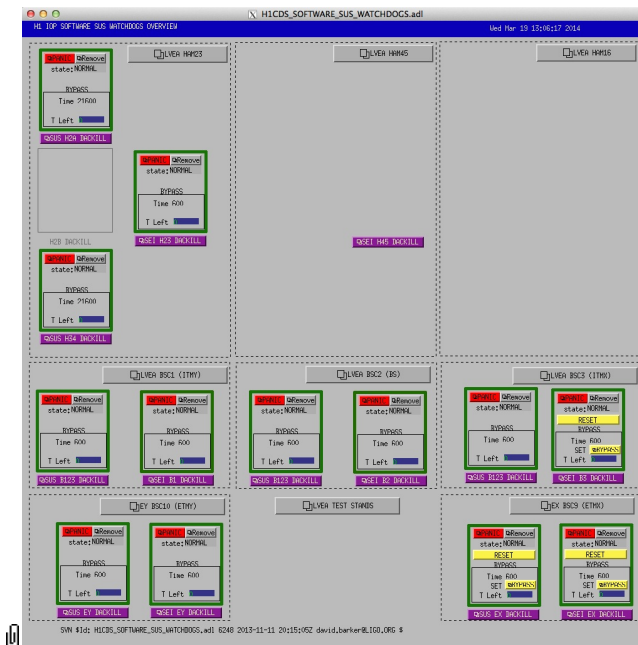 H1CDS_SOFTWARE_SUS_WATCHDOGS.adl
H1 IOP SOFTWARE SUS WATCHDOGS OVERVIEW
Wed Mar 19 13:06:17 2014
LVEA HAM23
LVEA HAM45
LVEA HAM16
PANIC Remove
state: NORMAL
BYPASS
Time 21600
T Left
SUS H2A DACKILL
PANIC Remove
state: NORMAL
BYPASS
Time 600
T Left
SEI H23 DACKILL
H2B DACKILL
SEI H45 DACKILL
PANIC Remove
state: NORMAL
BYPASS
Time 21600
T Left
SUS H34 DACKILL
LVEA BSC1 (ITMY)
PANIC Remove
state: NORMAL
BYPASS
Time 600
T Left
SUS B123 DACKILL
PANIC Remove
state: NORMAL
BYPASS
Time 600
T Left
SEI B1 DACKILL
LVEA BSC2 (BS)
PANIC Remove
state: NORMAL
BYPASS
Time 600
T Left
SUS B123 DACKILL
PANIC Remove
state: NORMAL
BYPASS
Time 600
T Left
SEI B2 DACKILL
LVEA BSC3 (ITMX)
PANIC Remove
state: NORMAL
BYPASS
Time 600
T Left
SUS B123 DACKILL
PANIC Remove
state: NORMAL
RESET
BYPASS
Time 600
SET BYPASS
T Left
SEI B3 DACKILL
EY BSC10 (ETMY)
PANIC Remove
state: NORMAL
BYPASS
Time 600
T Left
SUS EY DACKILL
PANIC Remove
state: NORMAL
BYPASS
Time 600
T Left
SEI EY DACKILL
LVEA TEST STANDS
EX BSC9 (ETMX)
PANIC Remove
state: NORMAL
RESET
BYPASS
Time 600
SET BYPASS
T Left
SUS EX DACKILL
PANIC Remove
state: NORMAL
RESET
BYPASS
Time 600
SET BYPASS
T Left
SEI EX DACKILL
SVN $Id: H1CDS_SOFTWARE_SUS_WATCHDOGS.adl 6248 2013-11-11 20:15:05Z david.barker@LIGO.ORG $